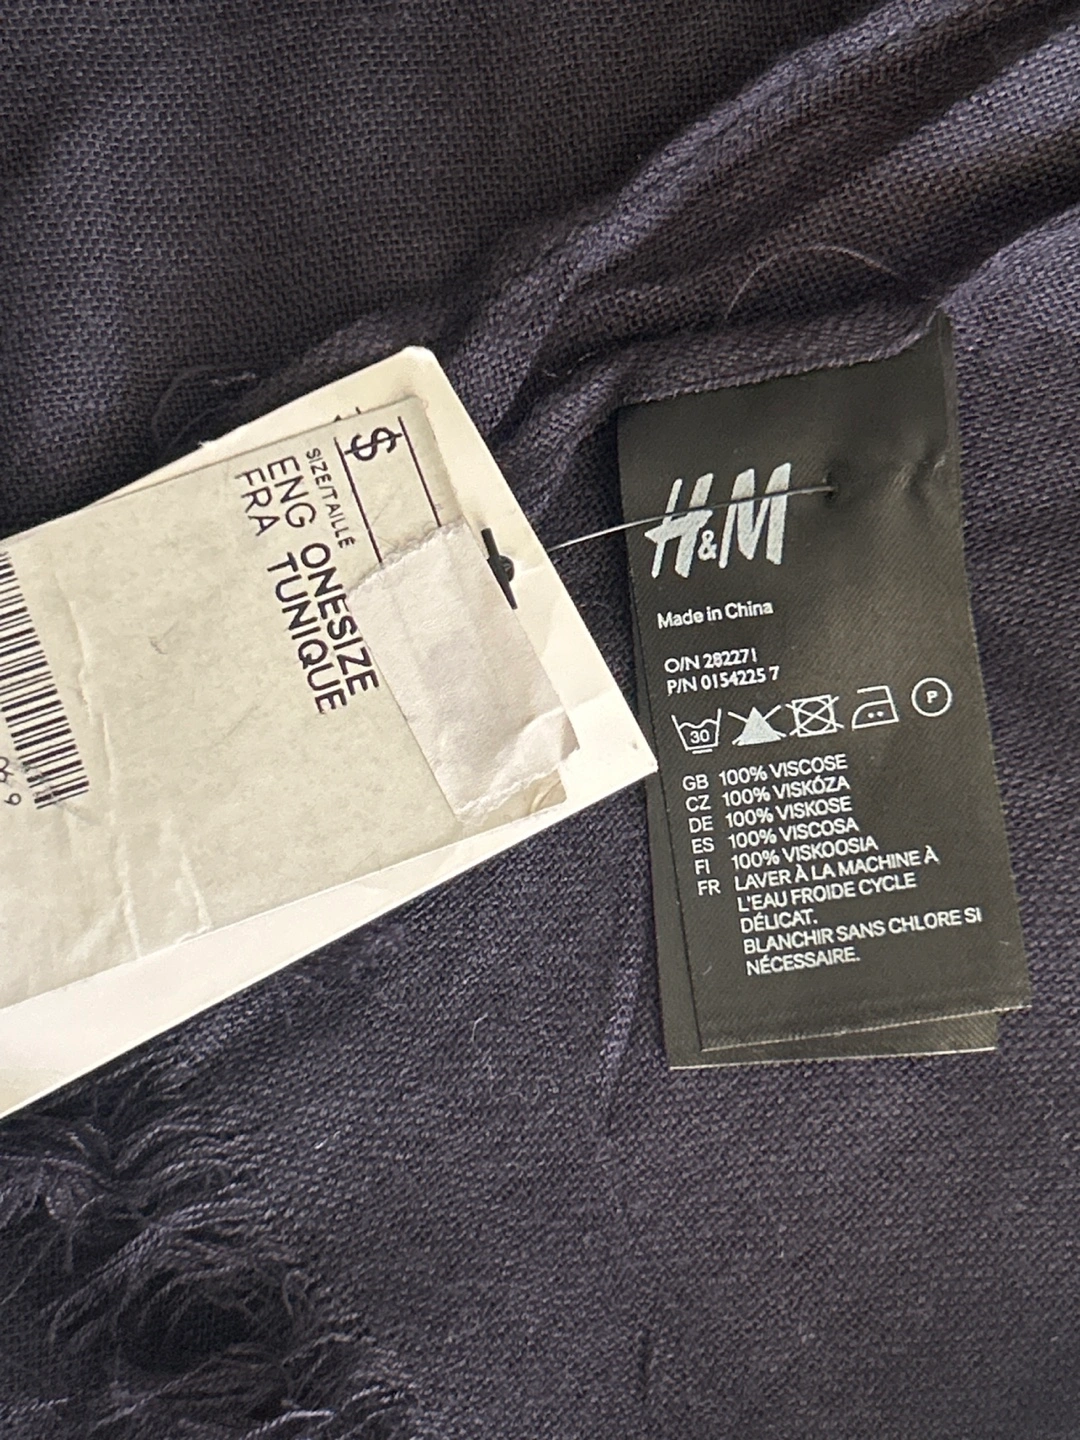 $
SIZE/TAILLE
ENG ONESIZE
FRA TUNIQUE
H&M
Made in China
O/N 282271
P/N 0154225 7
30
P
GB 100% VISCOSE
CZ 100% VISKÓZA
DE 100% VISKOSE
ES 100% VISCOSA
FI 100% VISKOOSIA
FR LAVER À LA MACHINE À
L'EAU FROIDE CYCLE
DÉLICAT.
BLANCHIR SANS CHLORE SI
NÉCESSAIRE.